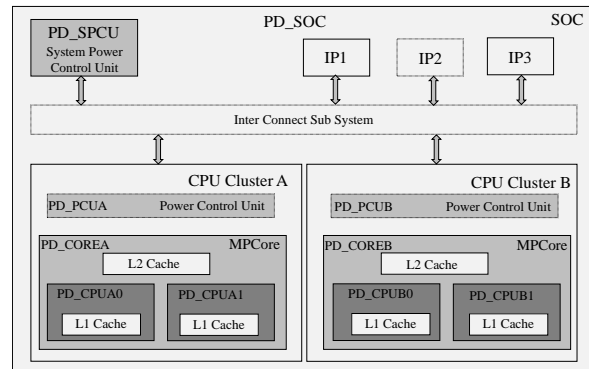 PD_SOC
SOC
PD_SPCU
System Power
Control Unit
IP1
IP2
IP3
Inter Connect Sub System
CPU Cluster A
PD_PCUA
Power Control Unit
PD_COREA
MPCore
L2 Cache
PD_CPUA0
L1 Cache
PD_CPUA1
L1 Cache
CPU Cluster B
PD_PCUB
Power Control Unit
PD_COREB
MPCore
L2 Cache
PD_CPUB0
L1 Cache
PD_CPUB1
L1 Cache